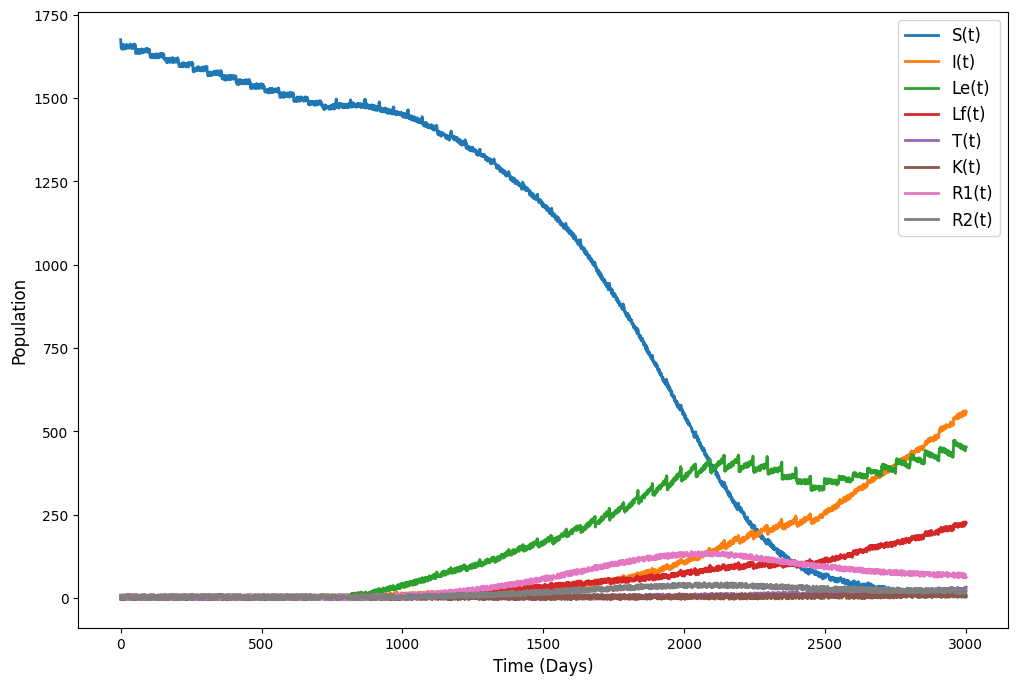 1750
1500
1250
1000
750
500
250
0
Population
0 500 1000 1500 2000 2500 3000
Time (Days)
S(t)
I(t)
Le(t)
Lf(t)
T(t)
K(t)
R1(t)
R2(t)